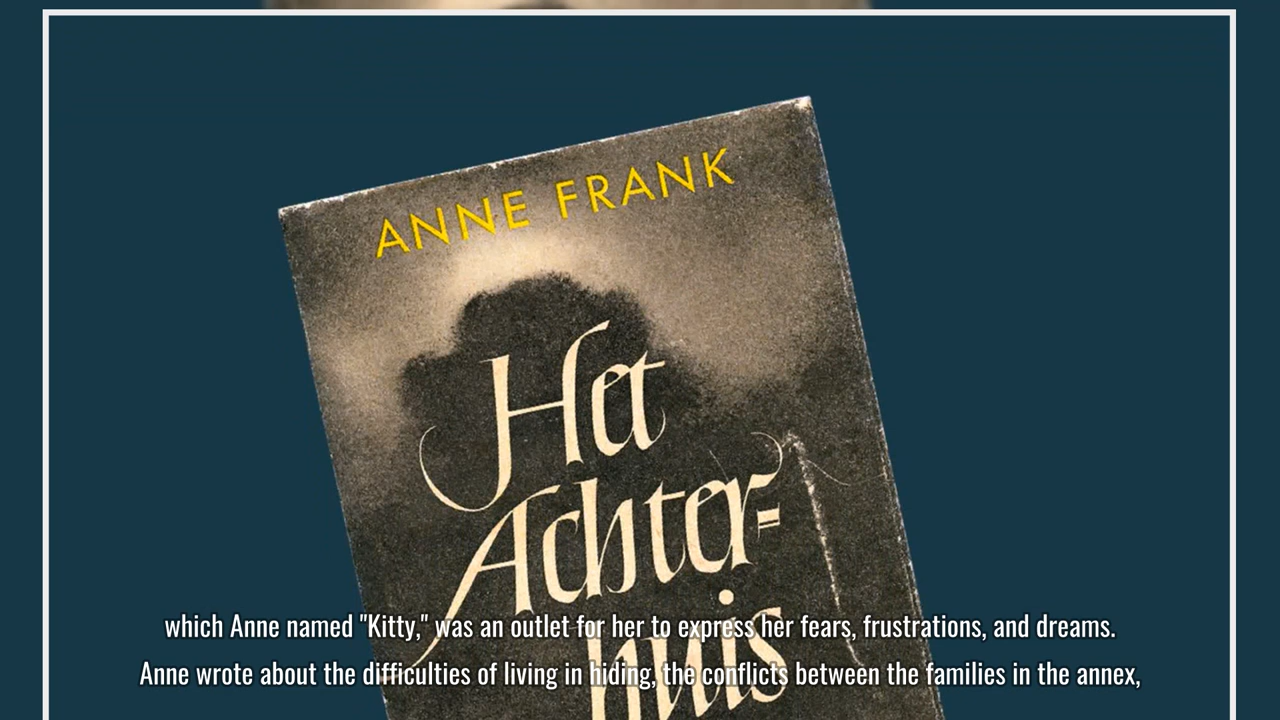 ANNE FRANK
Het
Achter-
huis
which Anne named "Kitty," was an outlet for her to express her fears, frustrations, and dreams.
Anne wrote about the difficulties of living in hiding, the conflicts between the families in the annex,